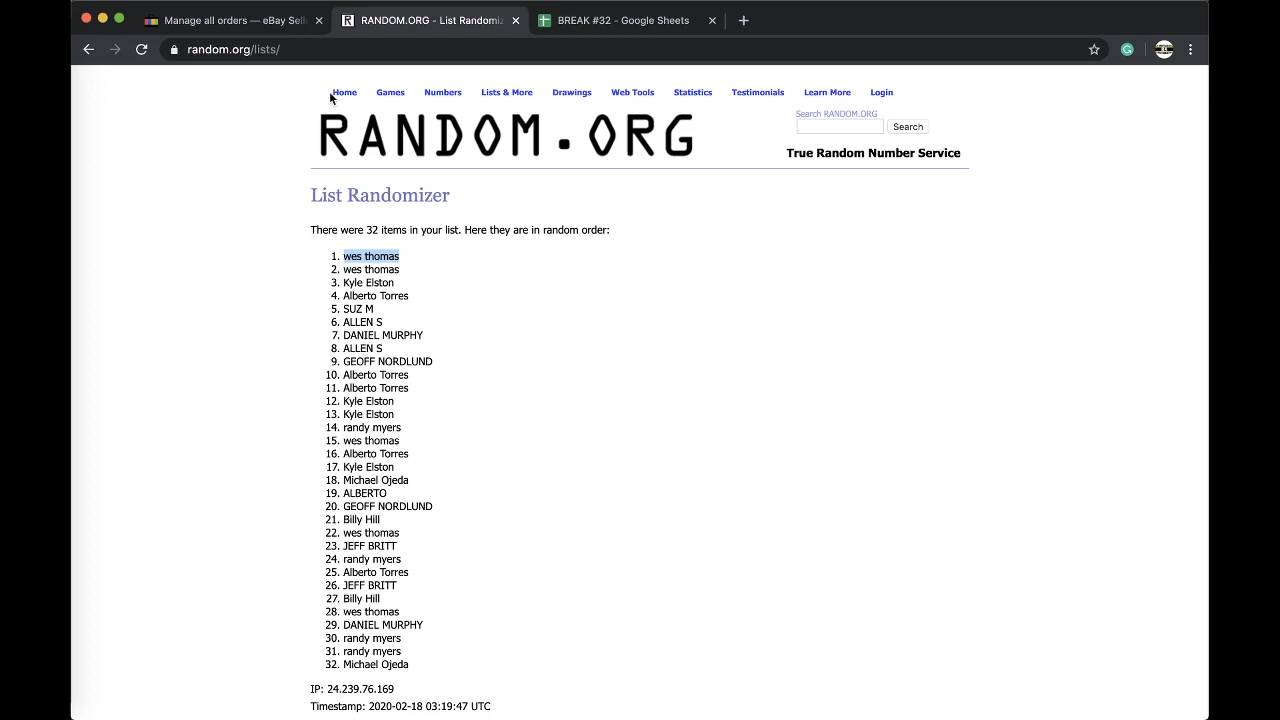 Manage all orders — eBay Sell
RANDOM.ORG - List Randomiz
BREAK #32 - Google Sheets
random.org/lists/
Home Games Numbers Lists & More Drawings Web Tools Statistics Testimonials Learn More Login
RANDOM.ORG
Search RANDOM.ORG
Search
True Random Number Service
List Randomizer
There were 32 items in your list. Here they are in random order:
1. wes thomas
2. wes thomas
3. Kyle Elston
4. Alberto Torres
5. SUZ M
6. ALLEN S
7. DANIEL MURPHY
8. ALLEN S
9. GEOFF NORDLUND
10. Alberto Torres
11. Alberto Torres
12. Kyle Elston
13. Kyle Elston
14. randy myers
15. wes thomas
16. Alberto Torres
17. Kyle Elston
18. Michael Ojeda
19. ALBERTO
20. GEOFF NORDLUND
21. Billy Hill
22. wes thomas
23. JEFF BRITT
24. randy myers
25. Alberto Torres
26. JEFF BRITT
27. Billy Hill
28. wes thomas
29. DANIEL MURPHY
30. randy myers
31. randy myers
32. Michael Ojeda
IP: 24.239.76.169
Timestamp: 2020-02-18 03:19:47 UTC